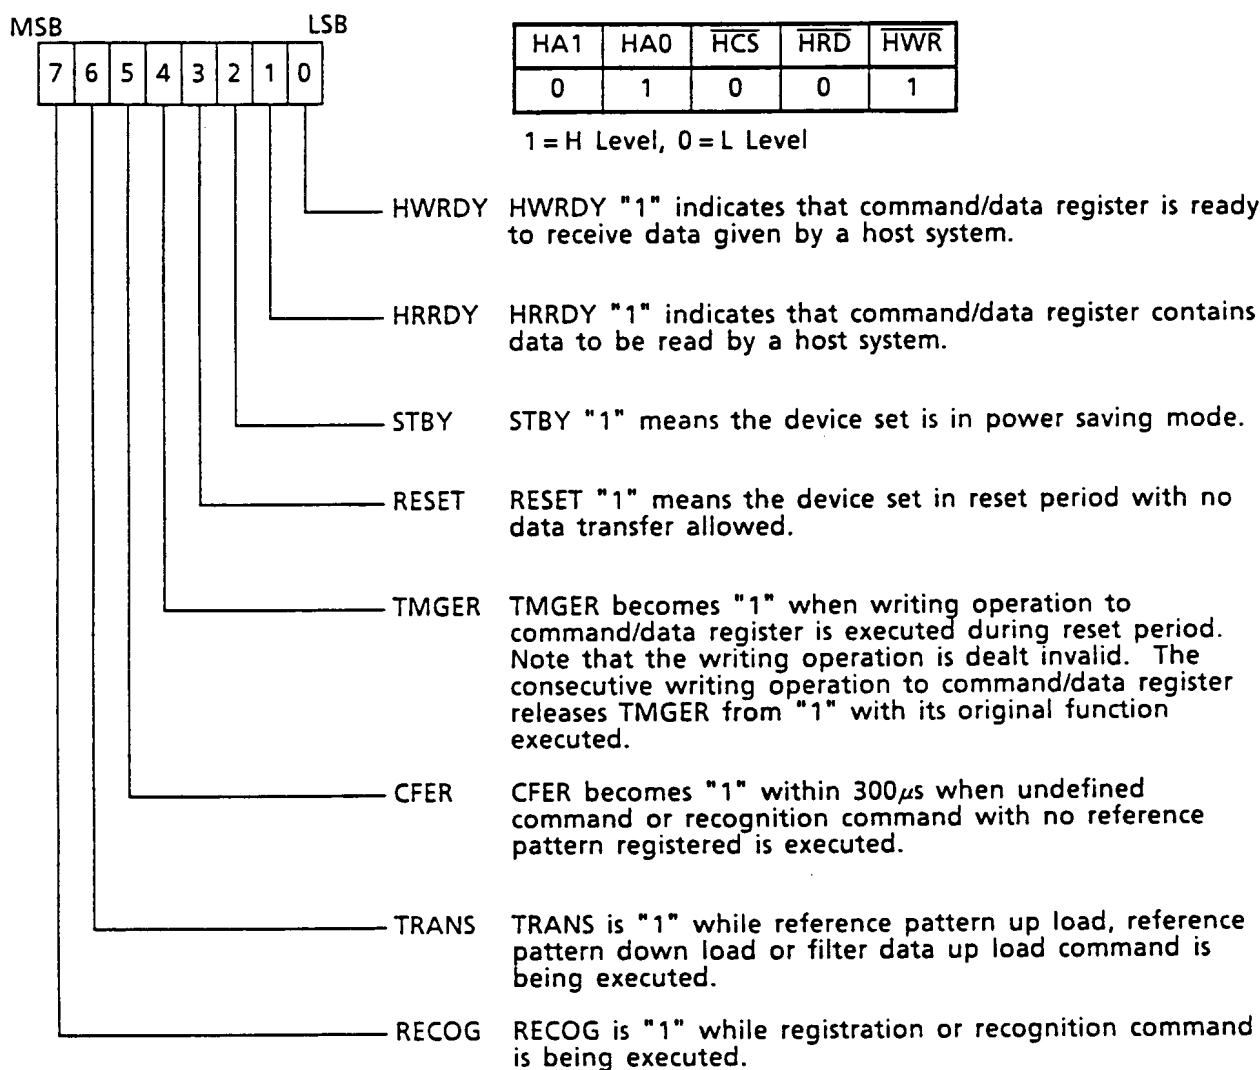 MSB LSB
7 6 5 4 3 2 1 0
HA1 HA0 H̅C̅S̅ H̅R̅D̅ H̅W̅R̅
0 1 0 0 1
1 = H Level, 0 = L Level
HWRDY HWRDY "1" indicates that command/data register is ready
to receive data given by a host system.
HRRDY HRRDY "1" indicates that command/data register contains
data to be read by a host system.
STBY STBY "1" means the device set is in power saving mode.
RESET RESET "1" means the device set in reset period with no
data transfer allowed.
TMGER TMGER becomes "1" when writing operation to
command/data register is executed during reset period.
Note that the writing operation is dealt invalid. The
consecutive writing operation to command/data register
releases TMGER from "1" with its original function
executed.
CFER CFER becomes "1" within 300μs when undefined
command or recognition command with no reference
pattern registered is executed.
TRANS TRANS is "1" while reference pattern up load, reference
pattern down load or filter data up load command is
being executed.
RECOG RECOG is "1" while registration or recognition command
is being executed.